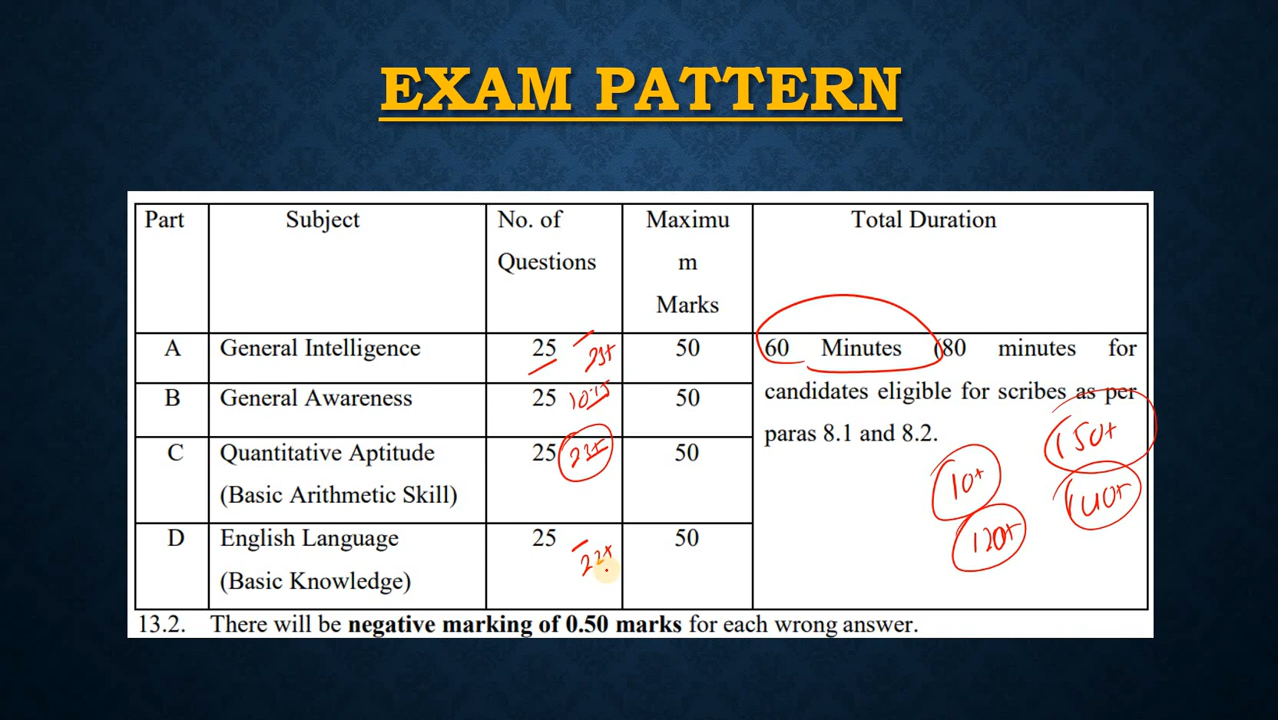 EXAM PATTERN
Part Subject No. of Questions Maximu m Marks Total Duration
A General Intelligence 25 23+ 50 60 Minutes (80 minutes for
B General Awareness 25 10-15 50 candidates eligible for scribes as per
paras 8.1 and 8.2.
C Quantitative Aptitude 25 23+ 50
(Basic Arithmetic Skill)
150+
10+
140+
120+
D English Language 25 22+ 50
(Basic Knowledge)
13.2. There will be negative marking of 0.50 marks for each wrong answer.